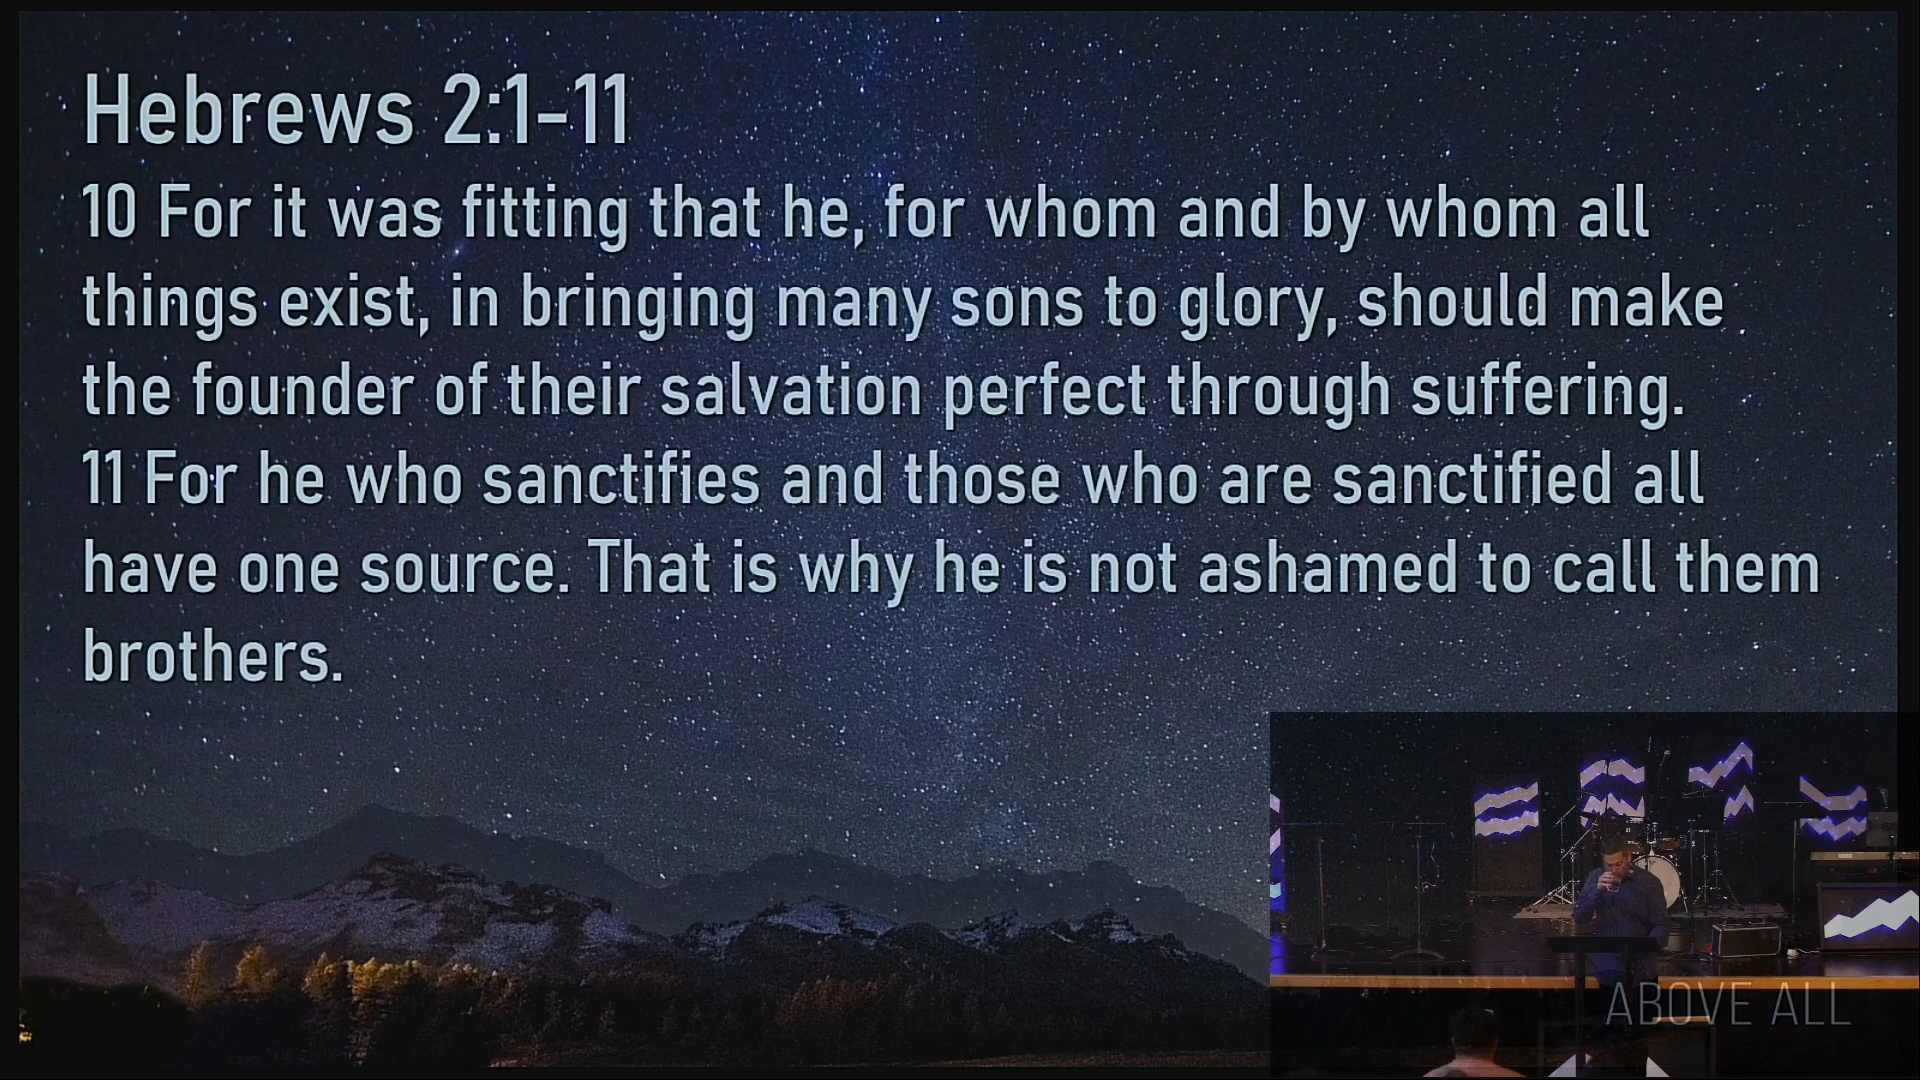 Hebrews 2:1-11
10 For it was fitting that he, for whom and by whom all
things exist, in bringing many sons to glory, should make
the founder of their salvation perfect through suffering.
11 For he who sanctifies and those who are sanctified all
have one source. That is why he is not ashamed to call them
brothers.
ABOVE ALL